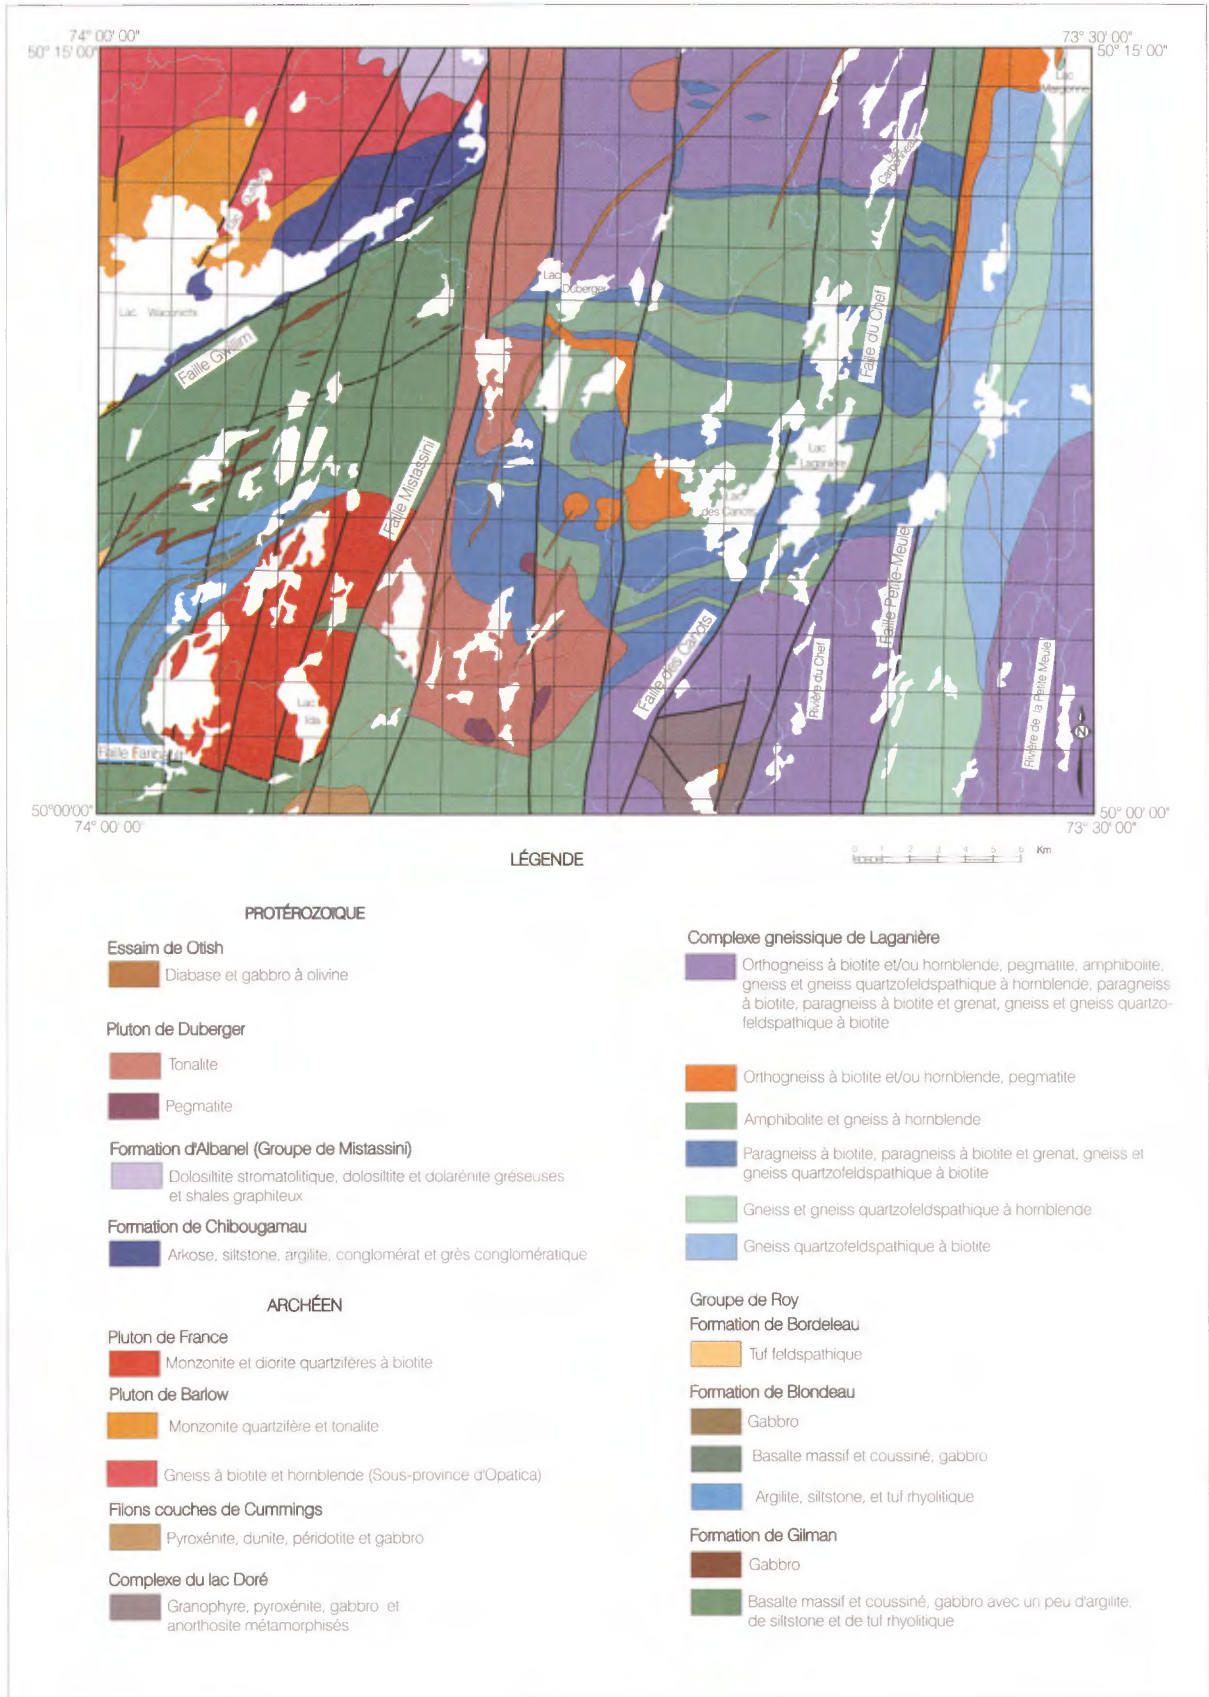 74° 00' 00"
73° 30' 00"
50° 15' 00"
50° 15' 00"
Lac
Margonne
Lac
Carbonneau
Lac
Lac
Duberger
Lac Waconichi
Faille Gwillim
Faille du Chef
Faille Mistassini
Lac
Laganière
Lac
des Canots
Faille Petite-Meule
Faille des Canots
Rivière du Chef
Rivière de la Petite Meule
Lac
Ida
Faille Faribault
N
50°00'00"
50° 00' 00"
74° 00' 00"
73° 30' 00"
LÉGENDE
0 1 2 3 4 5 6 Km
PROTÉROZOIQUE
Essaim de Otish
Diabase et gabbro à olivine
Pluton de Duberger
Tonalite
Pegmatite
Formation d'Albanel (Groupe de Mistassini)
Dolosiltite stromatolitique, dolosiltite et dolarénite gréseuses
et shales graphiteux
Formation de Chibougamau
Arkose, siltstone, argilite, conglomérat et grès conglomératique
ARCHÉEN
Pluton de France
Monzonite et diorite quartzifères à biotite
Pluton de Barlow
Monzonite quartzifère et tonalite
Gneiss à biotite et hornblende (Sous-province d'Opatica)
Filons couches de Cummings
Pyroxénite, dunite, péridotite et gabbro
Complexe du lac Doré
Granophyre, pyroxénite, gabbro et
anorthosite métamorphisés
Complexe gneissique de Laganière
Orthogneiss à biotite et/ou hornblende, pegmatite, amphibolite,
gneiss et gneiss quartzofeldspathique à hornblende, paragneiss
à biotite, paragneiss à biotite et grenat, gneiss et gneiss quartzo-
feldspathique à biotite
Orthogneiss à biotite et/ou hornblende, pegmatite
Amphibolite et gneiss à hornblende
Paragneiss à biotite, paragneiss à biotite et grenat, gneiss et
gneiss quartzofeldspathique à biotite
Gneiss et gneiss quartzofeldspathique à hornblende
Gneiss quartzofeldspathique à biotite
Groupe de Roy
Formation de Bordeleau
Tuf feldspathique
Formation de Blondeau
Gabbro
Basalte massif et coussiné, gabbro
Argilite, siltstone, et tuf rhyolitique
Formation de Gilman
Gabbro
Basalte massif et coussiné, gabbro avec un peu d'argilite,
de siltstone et de tuf rhyolitique